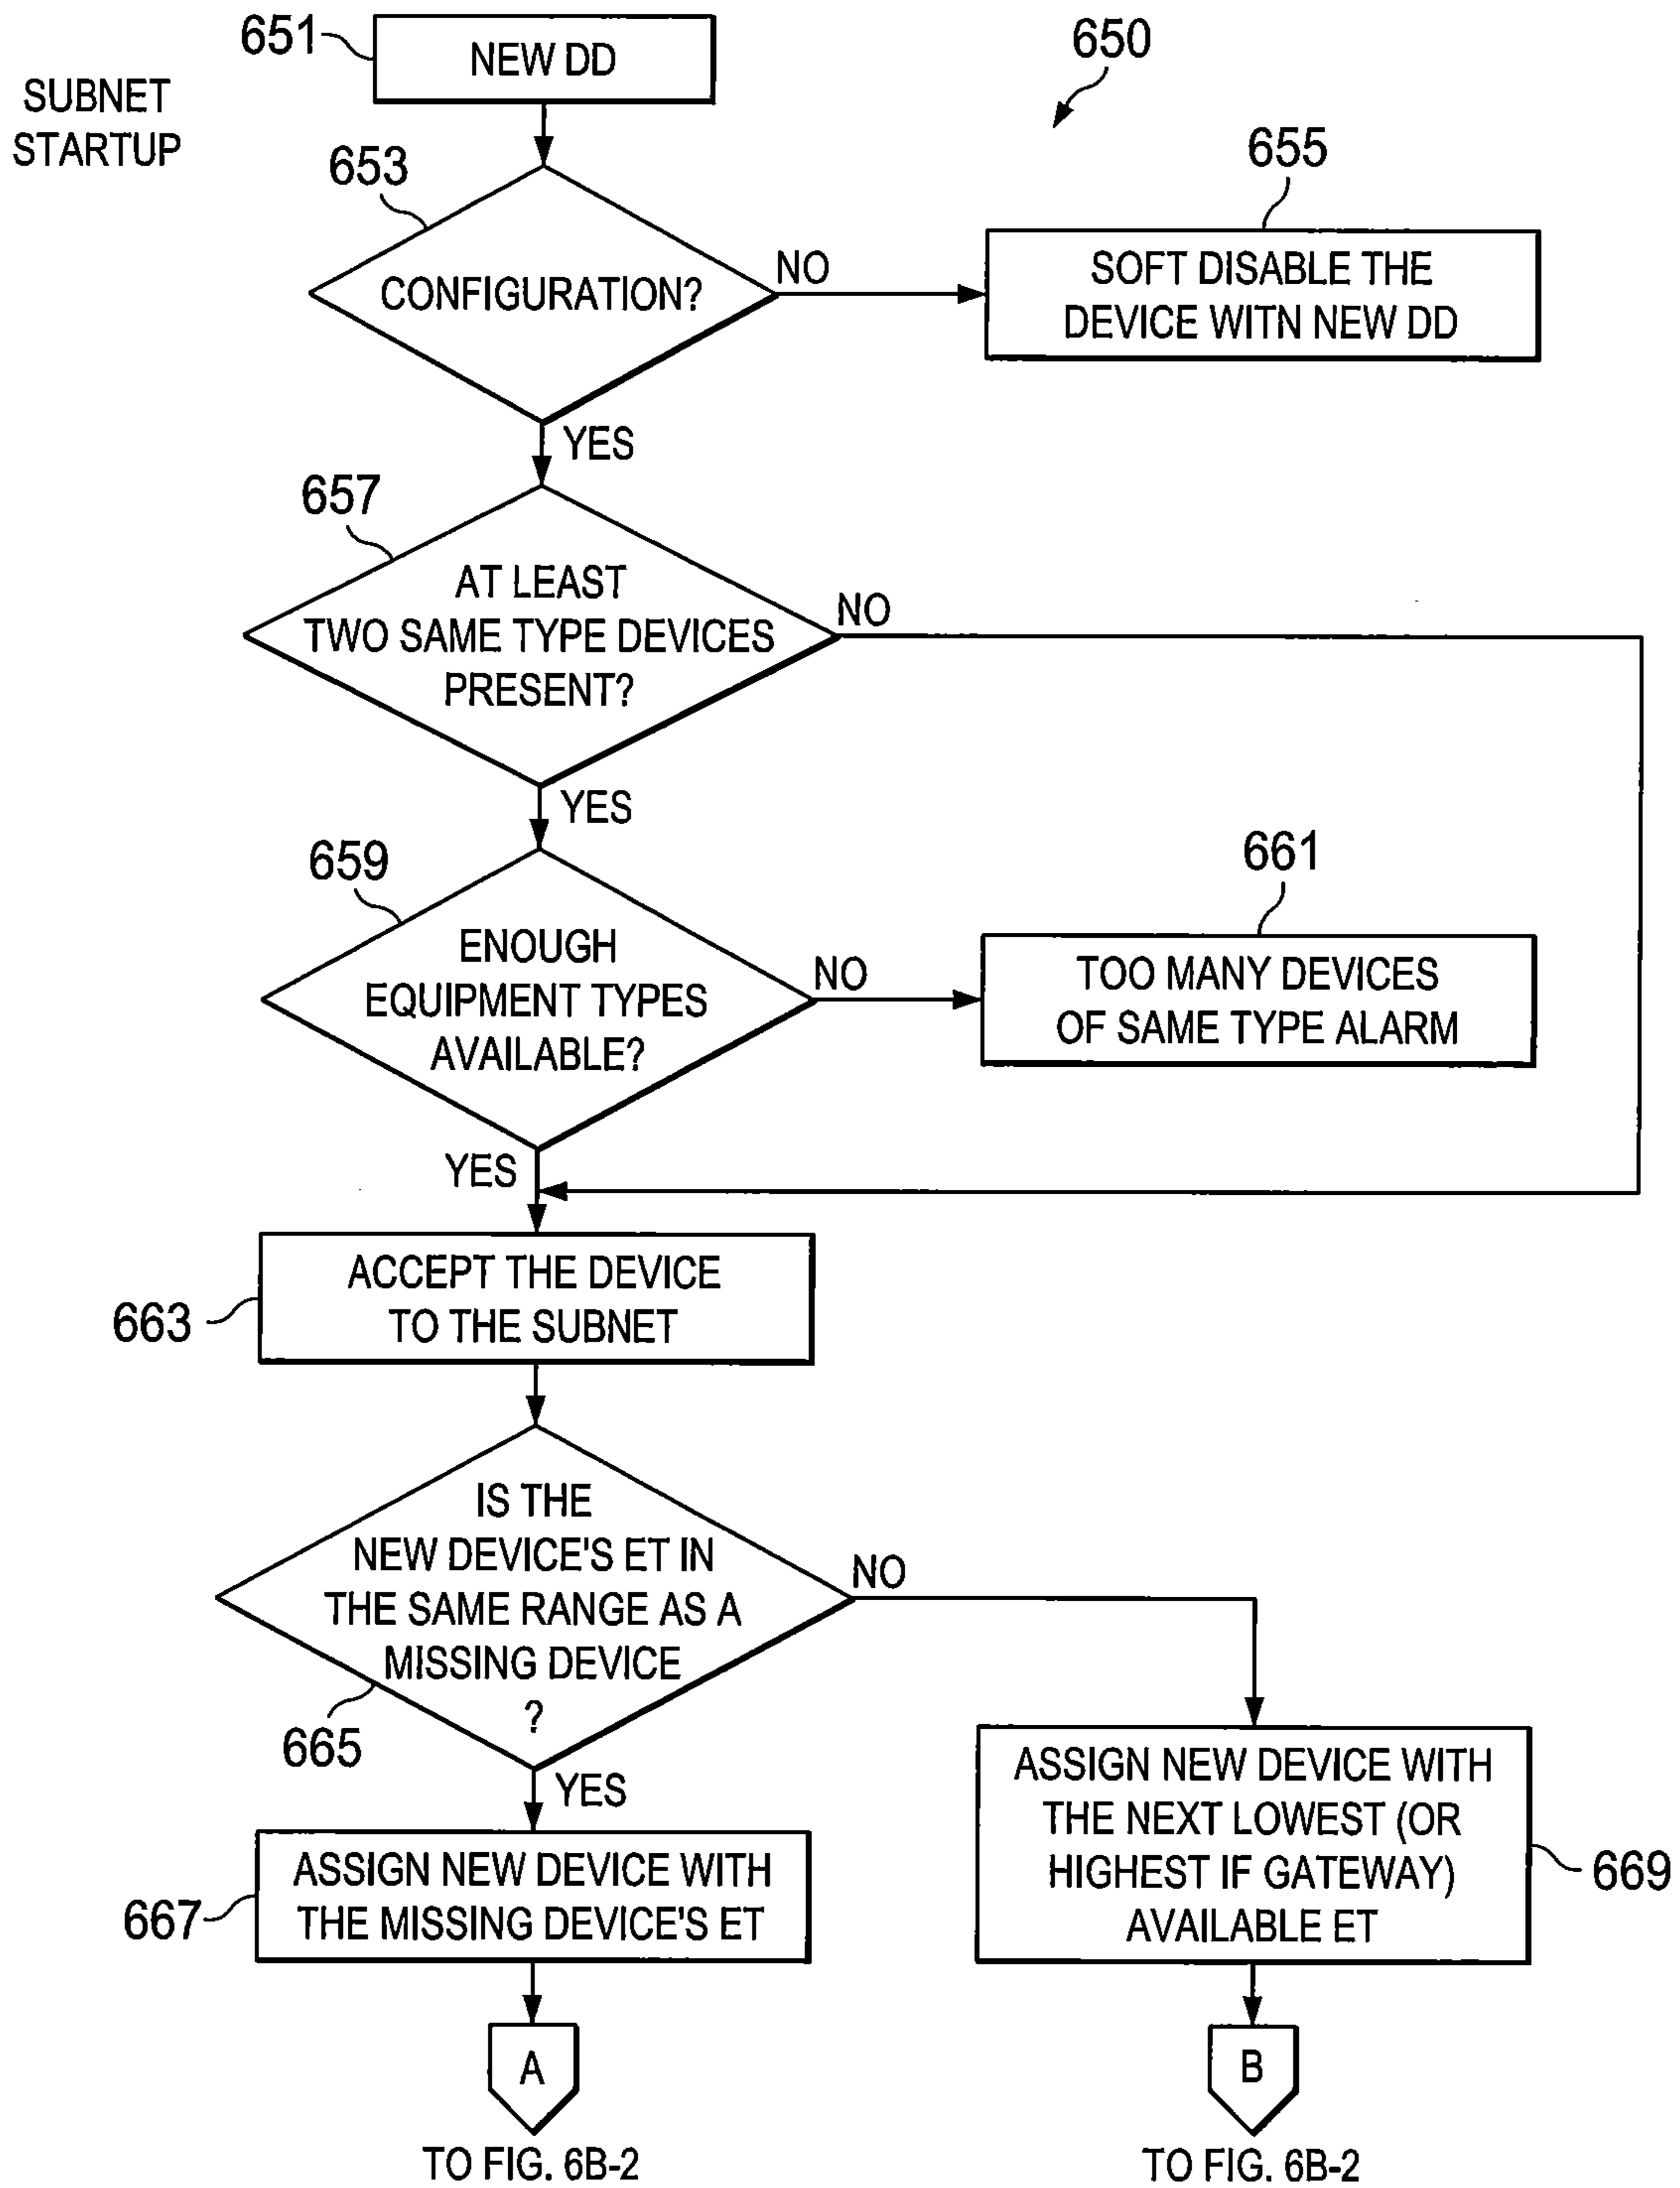 651
NEW DD
650
SUBNET
STARTUP
653
655
CONFIGURATION?
NO
SOFT DISABLE THE
DEVICE WITN NEW DD
YES
657
AT LEAST
TWO SAME TYPE DEVICES
PRESENT?
NO
YES
659
661
ENOUGH
EQUIPMENT TYPES
AVAILABLE?
NO
TOO MANY DEVICES
OF SAME TYPE ALARM
YES
663
ACCEPT THE DEVICE
TO THE SUBNET
IS THE
NEW DEVICE'S ET IN
THE SAME RANGE AS A
MISSING DEVICE
?
NO
665
YES
667
ASSIGN NEW DEVICE WITH
THE MISSING DEVICE'S ET
ASSIGN NEW DEVICE WITH
THE NEXT LOWEST (OR
HIGHEST IF GATEWAY)
AVAILABLE ET
669
A
B
TO FIG. 6B-2
TO FIG. 6B-2